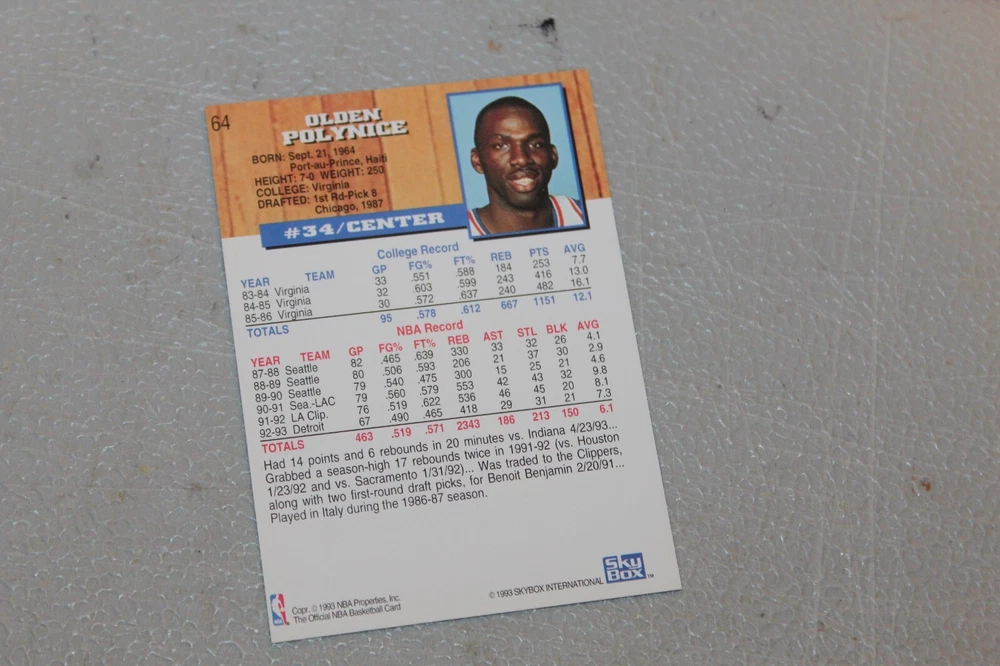 64
OLDEN
POLYNICE
BORN: Sept. 21, 1964
Port-au-Prince, Haiti
HEIGHT: 7-0 WEIGHT: 250
COLLEGE: Virginia
DRAFTED: 1st Rd-Pick 8
Chicago, 1987
#34/CENTER
College Record
YEAR TEAM GP FG% FT% REB PTS AVG
83-84 Virginia 33 .551 .588 184 253 7.7
84-85 Virginia 32 .603 .599 243 416 13.0
85-86 Virginia 30 .572 .637 240 482 16.1
TOTALS 95 .578 .612 667 1151 12.1
NBA Record
YEAR TEAM GP FG% FT% REB AST STL BLK AVG
87-88 Seattle 82 .465 .639 330 33 32 26 4.1
88-89 Seattle 80 .506 .593 206 21 37 30 2.9
89-90 Seattle 79 .540 .475 300 15 25 21 4.6
90-91 Sea.-LAC 79 .560 .579 553 42 43 32 9.8
91-92 LA Clip. 76 .519 .622 536 46 45 20 8.1
92-93 Detroit 67 .490 .465 418 29 31 21 7.3
TOTALS 463 .519 .571 2343 186 213 150 6.1
Had 14 points and 6 rebounds in 20 minutes vs. Indiana 4/23/93...
Grabbed a season-high 17 rebounds twice in 1991-92 (vs. Houston
1/23/92 and vs. Sacramento 1/31/92)... Was traded to the Clippers,
along with two first-round draft picks, for Benoit Benjamin 2/20/91...
Played in Italy during the 1986-87 season.
Copr. © 1993 NBA Properties, Inc.
The Official NBA Basketball Card
© 1993 SKYBOX INTERNATIONAL
Sky
Box™